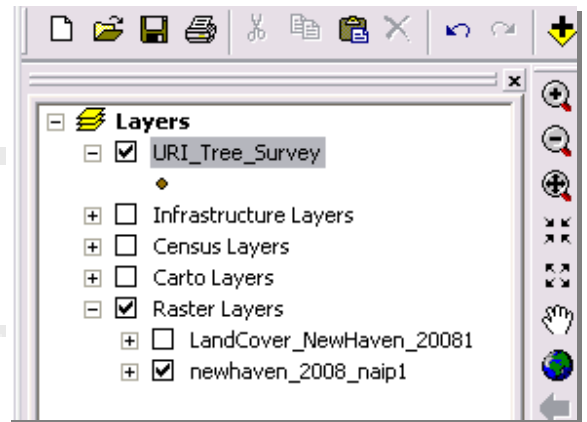 Layers
URI_Tree_Survey
Infrastructure Layers
Census Layers
Carto Layers
Raster Layers
LandCover_NewHaven_20081
newhaven_2008_naip1